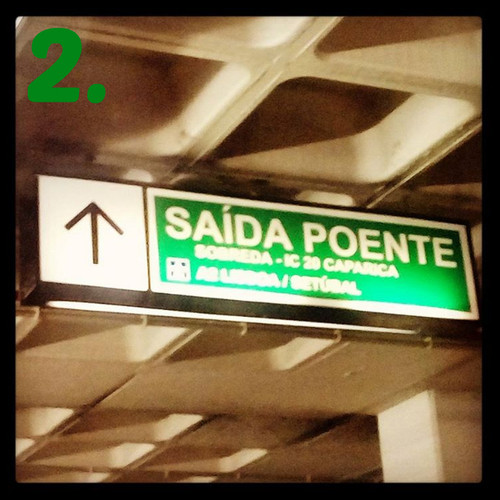 2.
SAÍDA POENTE
SOBREDA - IC 20 CAPARICA
A2 LISBOA / SETÚBAL